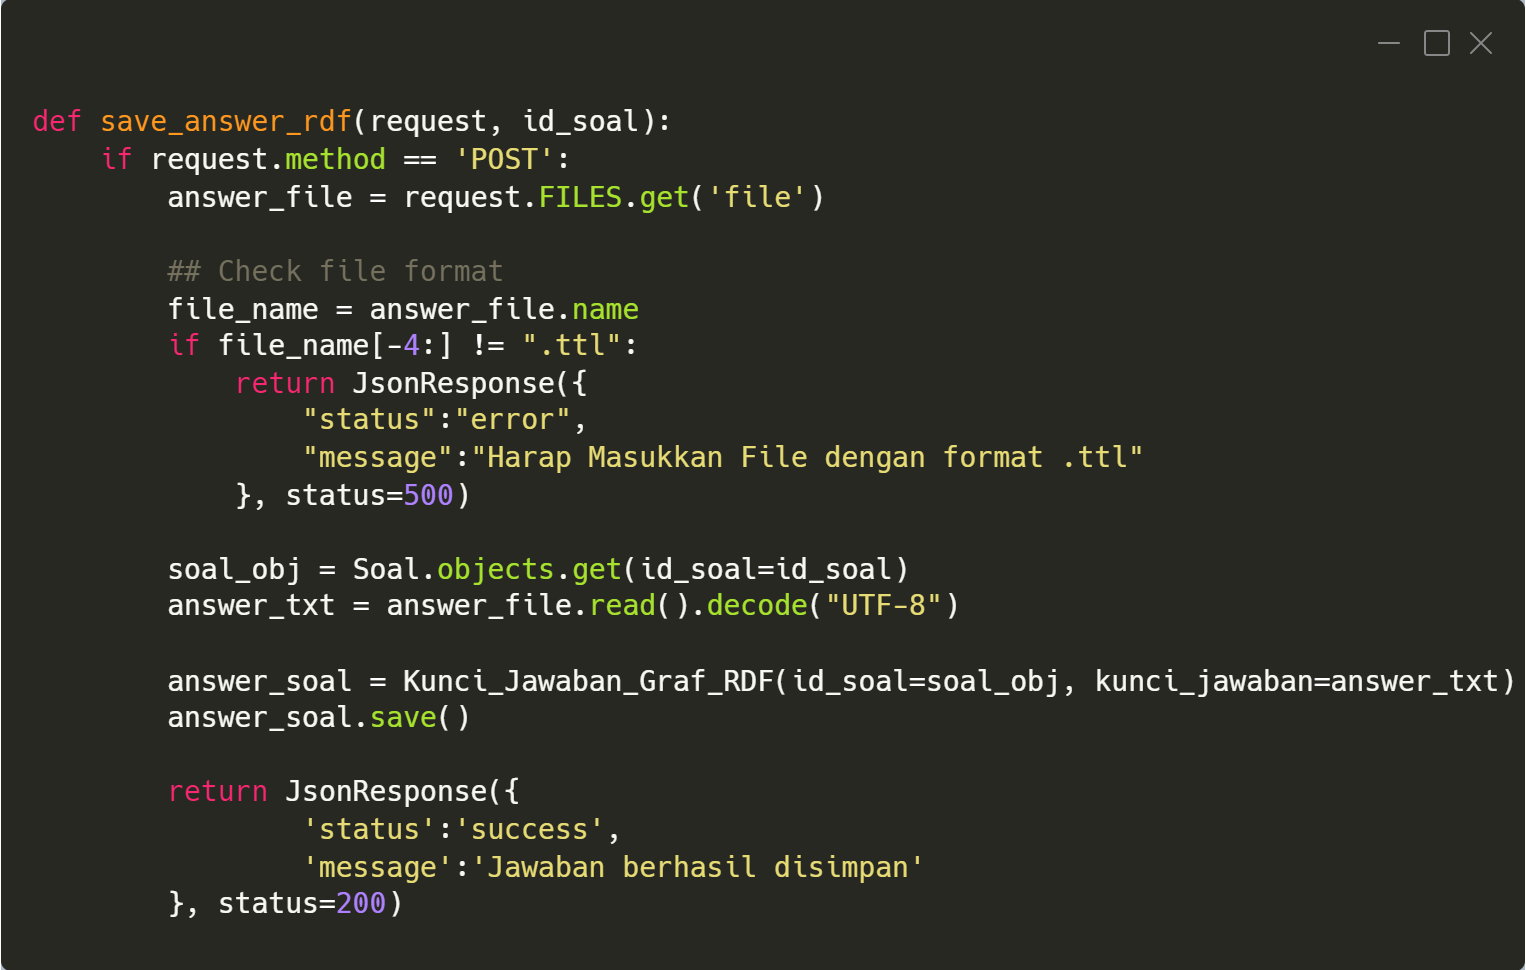 def save_answer_rdf(request, id_soal):
    if request.method == 'POST':
        answer_file = request.FILES.get('file')

        ## Check file format
        file_name = answer_file.name
        if file_name[-4:] != ".ttl":
            return JsonResponse({
                "status":"error",
                "message":"Harap Masukkan File dengan format .ttl"
            }, status=500)

        soal_obj = Soal.objects.get(id_soal=id_soal)
        answer_txt = answer_file.read().decode("UTF-8")

        answer_soal = Kunci_Jawaban_Graf_RDF(id_soal=soal_obj, kunci_jawaban=answer_txt)
        answer_soal.save()

        return JsonResponse({
                'status':'success',
                'message':'Jawaban berhasil disimpan'
        }, status=200)